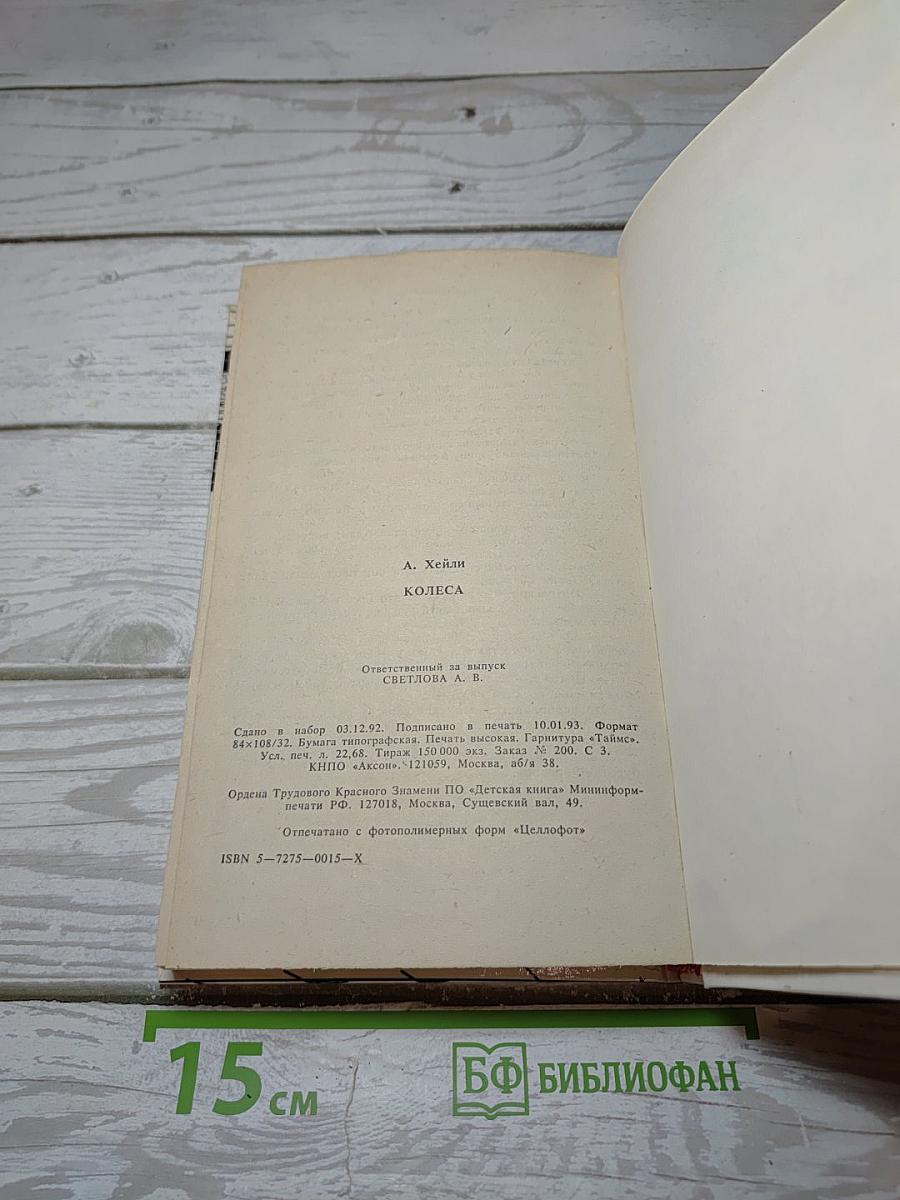 А. Хейли
КОЛЕСА
Ответственный за выпуск
СВЕТЛОВА А. В.
Сдано в набор 03.12.92. Подписано в печать 10.01.93. Формат
84×108/32. Бумага типографская. Печать высокая. Гарнитура «Таймс».
Усл. печ. л. 22,68. Тираж 150 000 экз. Заказ № 200. С 3.
КНПО «Аксон». 121059, Москва, аб/я 38.
Ордена Трудового Красного Знамени ПО «Детская книга» Мининформ-
печати РФ. 127018, Москва, Сущевский вал, 49.
Отпечатано с фотополимерных форм «Целлофот»
ISBN 5—7275—0015—X
15 см
БФ БИБЛИОФАН